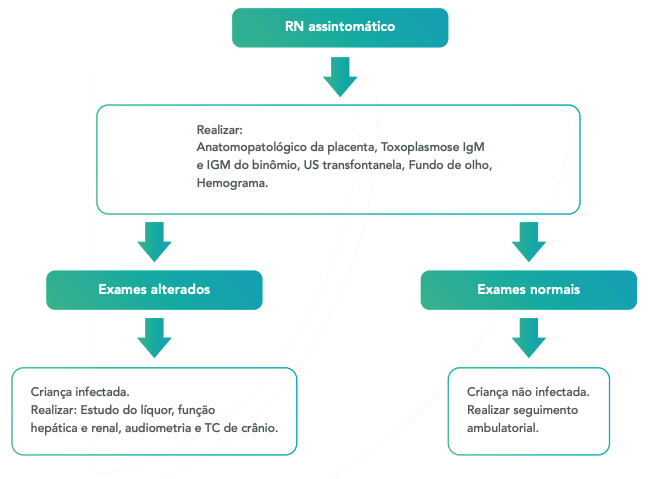 RN assintomático
Realizar:
Anatomopatológico da placenta, Toxoplasmose IgM
e IGM do binômio, US transfontanela, Fundo de olho,
Hemograma.
Exames alterados
Exames normais
Criança infectada.
Realizar: Estudo do líquor, função
hepática e renal, audiometria e TC de crânio.
Criança não infectada.
Realizar seguimento
ambulatorial.